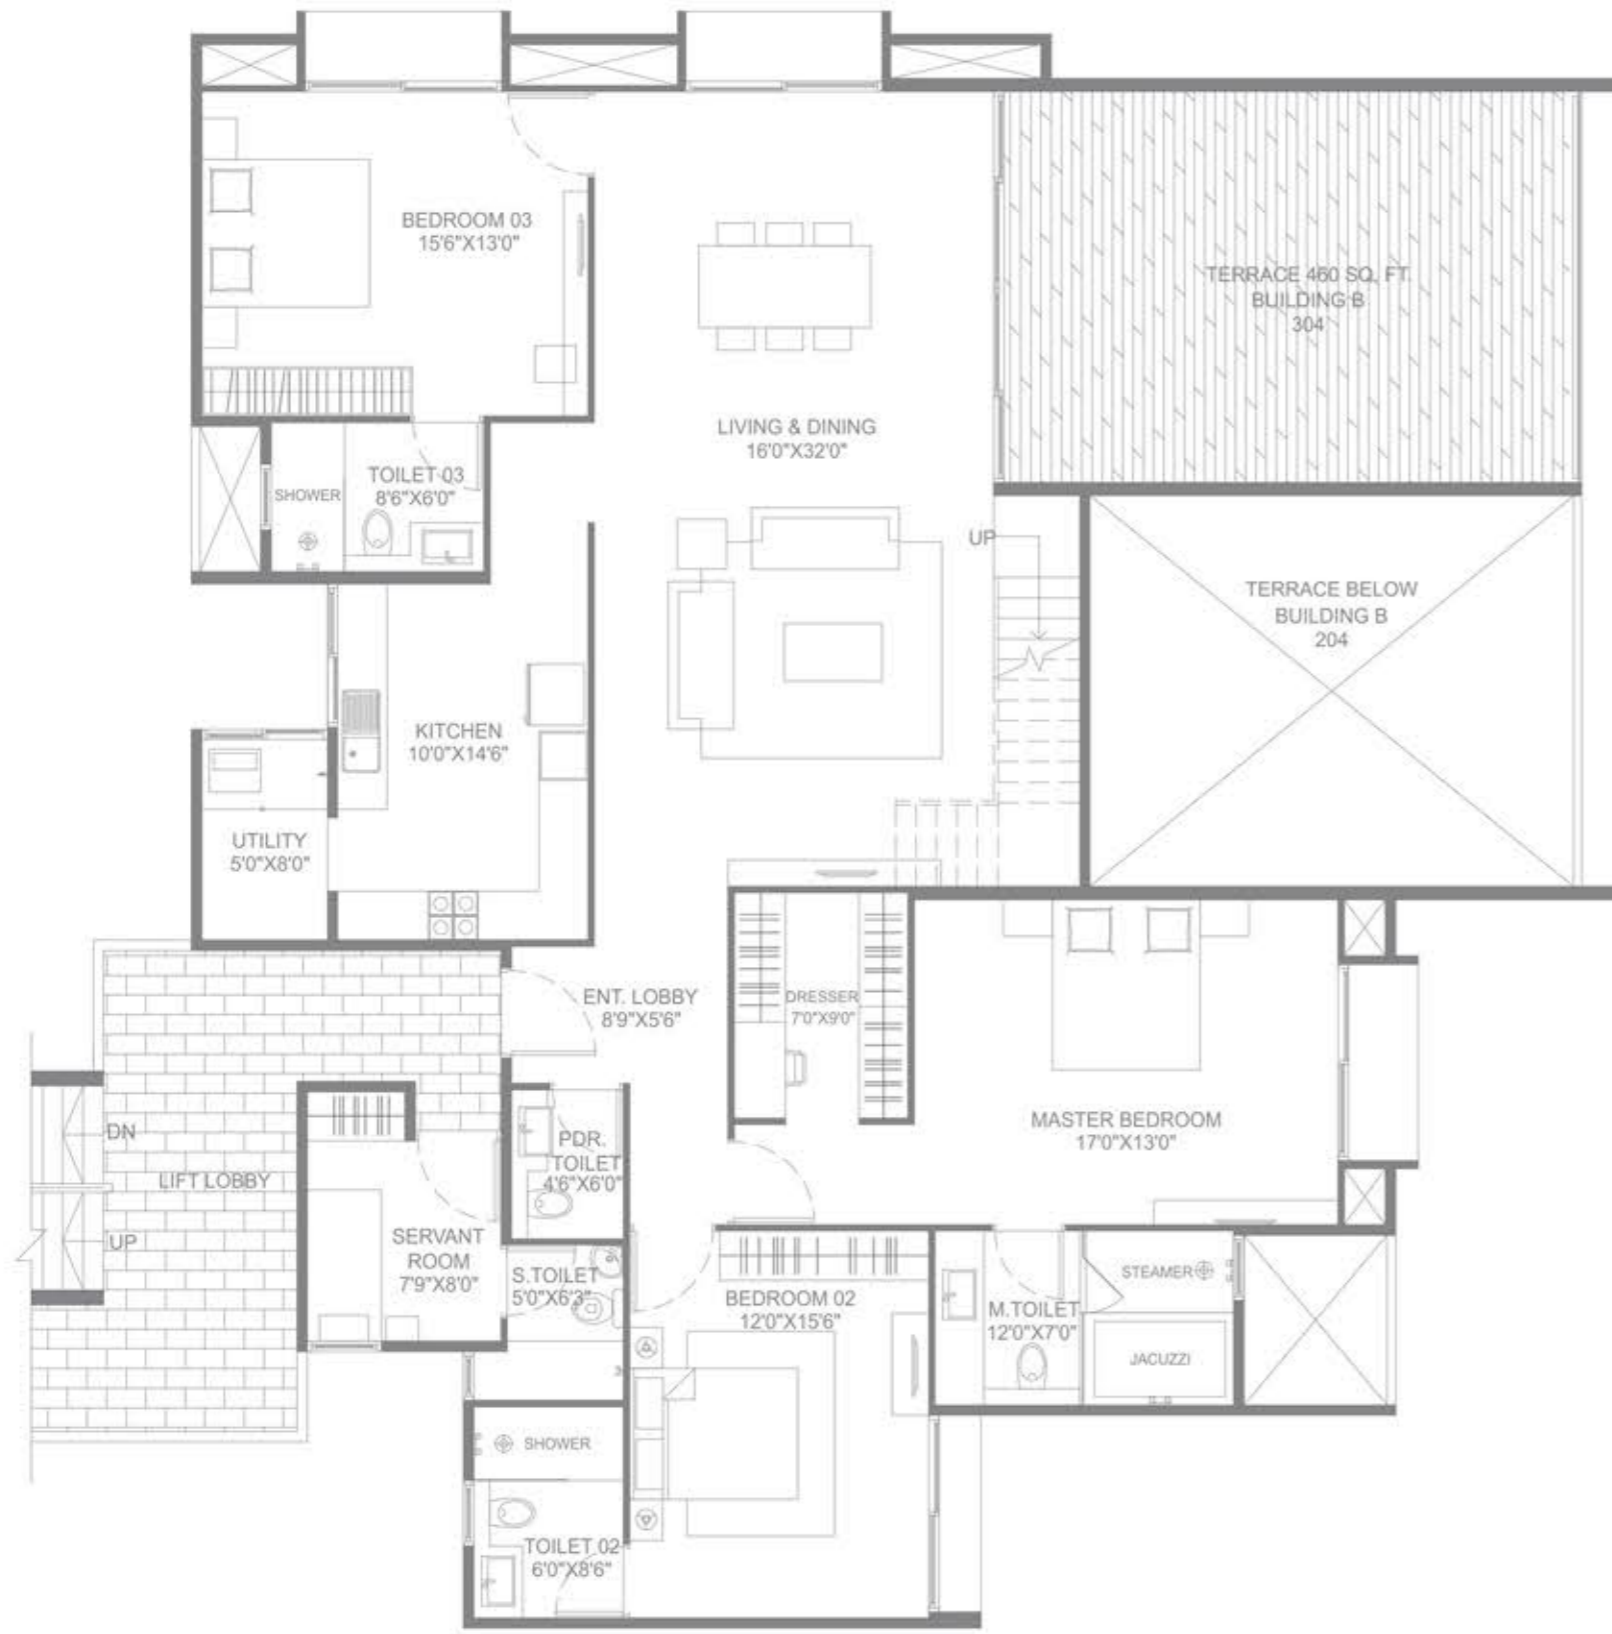 BEDROOM 03
15'6"X13'0"
TERRACE 460 SQ. FT.
BUILDING B
304
LIVING & DINING
16'0"X32'0"
TOILET 03
8'6"X6'0"
SHOWER
UP
TERRACE BELOW
BUILDING B
204
KITCHEN
10'0"X14'6"
UTILITY
5'0"X8'0"
ENT. LOBBY
8'9"X5'6"
DRESSER
7'0"X9'0"
MASTER BEDROOM
17'0"X13'0"
DN
LIFT LOBBY
UP
PDR.
TOILET
4'6"X6'0"
SERVANT
ROOM
7'9"X8'0"
S.TOILET
5'0"X6'3"
BEDROOM 02
12'0"X15'6"
M.TOILET
12'0"X7'0"
STEAMER
JACUZZI
SHOWER
TOILET 02
6'0"X8'6"